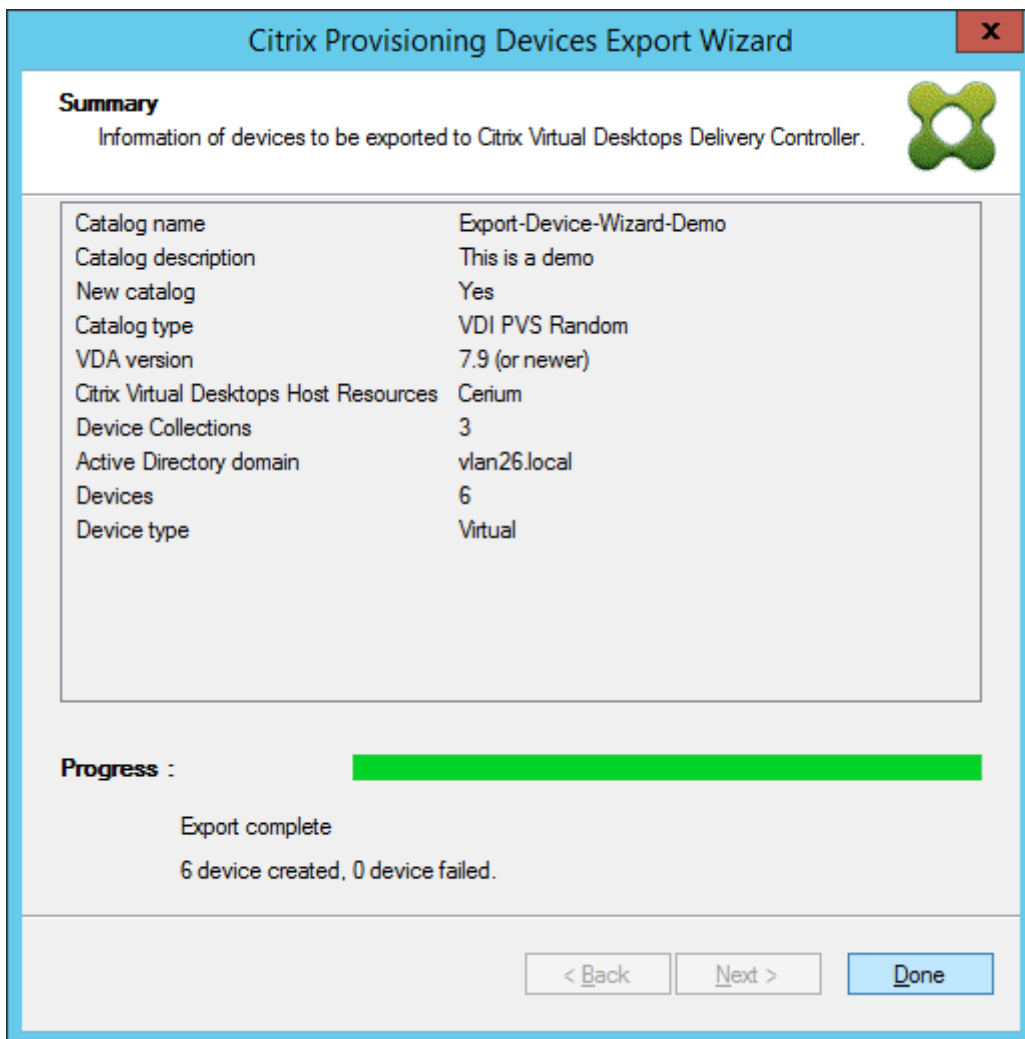 Citrix Provisioning Devices Export Wizard
x
Summary
Information of devices to be exported to Citrix Virtual Desktops Delivery Controller.
Catalog name Export-Device-Wizard-Demo
Catalog description This is a demo
New catalog Yes
Catalog type VDI PVS Random
VDA version 7.9 (or newer)
Citrix Virtual Desktops Host Resources Cerium
Device Collections 3
Active Directory domain vlan26.local
Devices 6
Device type Virtual
Progress :
Export complete
6 device created, 0 device failed.
< Back Next > Done